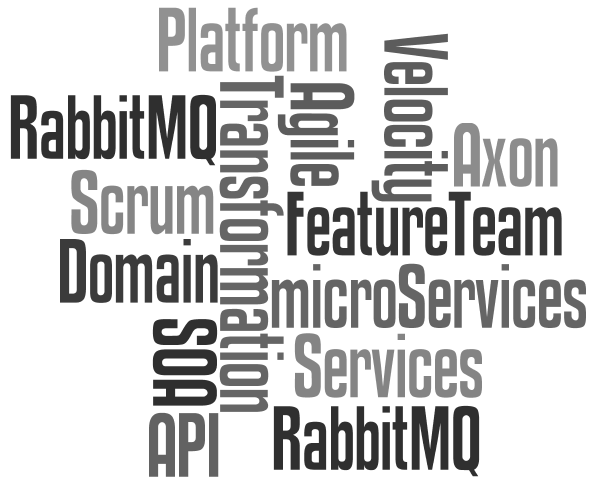 Platform
Velocity
Transformation
Agile
RabbitMQ
Axon
Scrum
FeatureTeam
Domain
microServices
SOA
Services
API
RabbitMQ